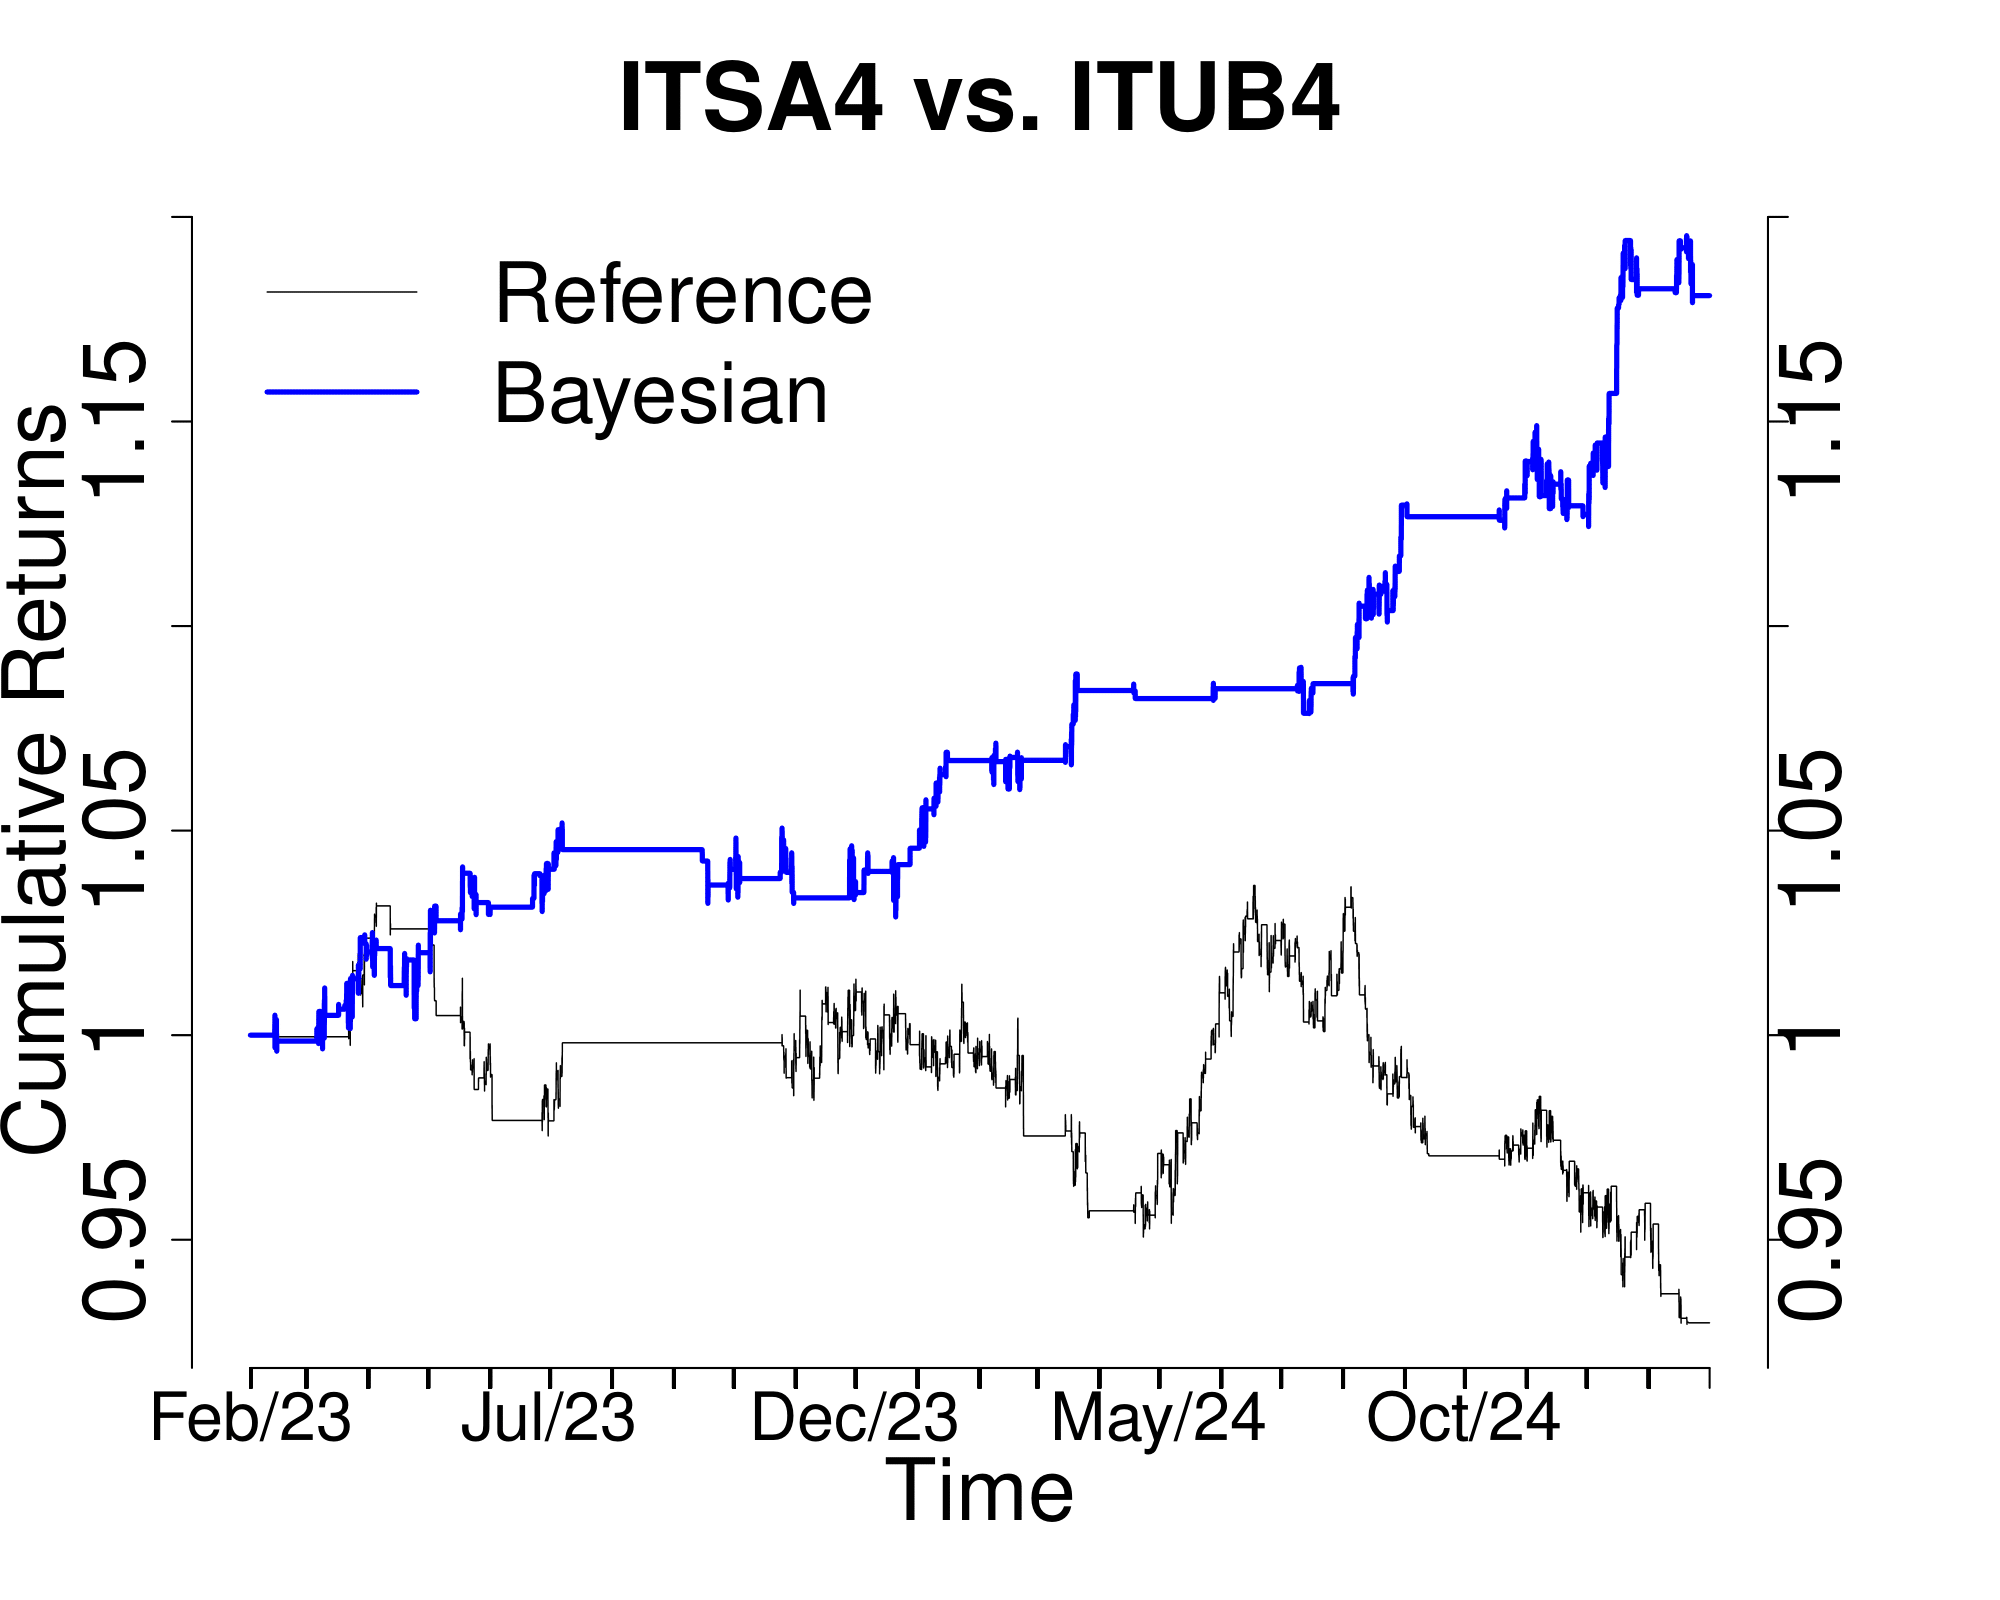 ITSA4 vs. ITUB4
Reference
Bayesian
Cumulative Returns
1.15
1.05
1
0.95
1.15
1.05
1
0.95
Feb/23 Jul/23 Dec/23 May/24 Oct/24
Time